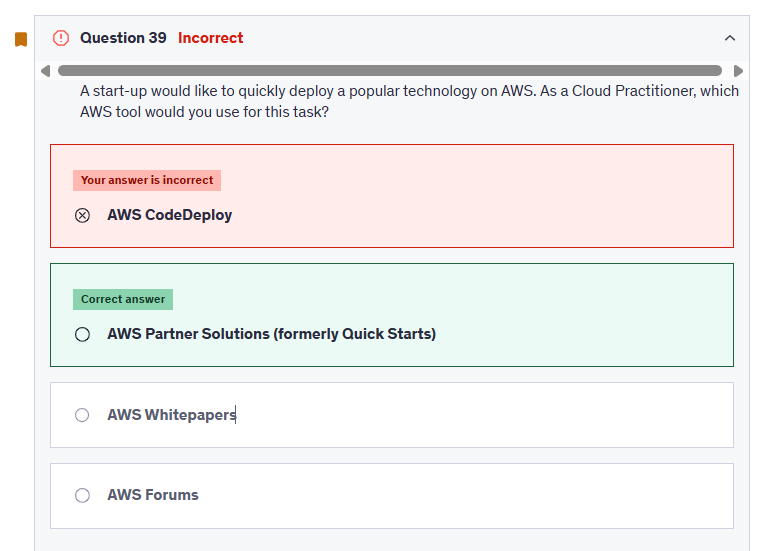 Question 39 Incorrect
A start-up would like to quickly deploy a popular technology on AWS. As a Cloud Practitioner, which
AWS tool would you use for this task?
Your answer is incorrect
AWS CodeDeploy
Correct answer
AWS Partner Solutions (formerly Quick Starts)
AWS Whitepapers
AWS Forums